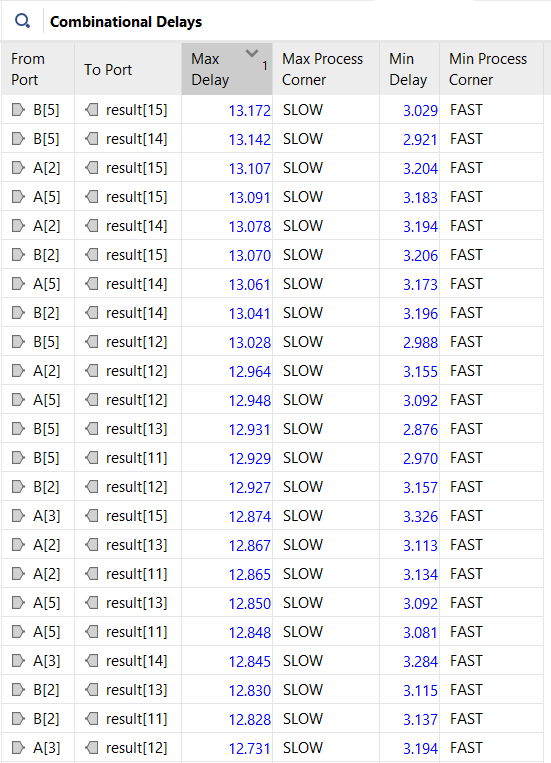 Combinational Delays
From Port To Port Max Delay 1 Max Process Corner Min Delay Min Process Corner
B[5] result[15] 13.172 SLOW 3.029 FAST
B[5] result[14] 13.142 SLOW 2.921 FAST
A[2] result[15] 13.107 SLOW 3.204 FAST
A[5] result[15] 13.091 SLOW 3.183 FAST
A[2] result[14] 13.078 SLOW 3.194 FAST
B[2] result[15] 13.070 SLOW 3.206 FAST
A[5] result[14] 13.061 SLOW 3.173 FAST
B[2] result[14] 13.041 SLOW 3.196 FAST
B[5] result[12] 13.028 SLOW 2.988 FAST
A[2] result[12] 12.964 SLOW 3.155 FAST
A[5] result[12] 12.948 SLOW 3.092 FAST
B[5] result[13] 12.931 SLOW 2.876 FAST
B[5] result[11] 12.929 SLOW 2.970 FAST
B[2] result[12] 12.927 SLOW 3.157 FAST
A[3] result[15] 12.874 SLOW 3.326 FAST
A[2] result[13] 12.867 SLOW 3.113 FAST
A[2] result[11] 12.865 SLOW 3.134 FAST
A[5] result[13] 12.850 SLOW 3.092 FAST
A[5] result[11] 12.848 SLOW 3.081 FAST
A[3] result[14] 12.845 SLOW 3.284 FAST
B[2] result[13] 12.830 SLOW 3.115 FAST
B[2] result[11] 12.828 SLOW 3.137 FAST
A[3] result[12] 12.731 SLOW 3.194 FAST